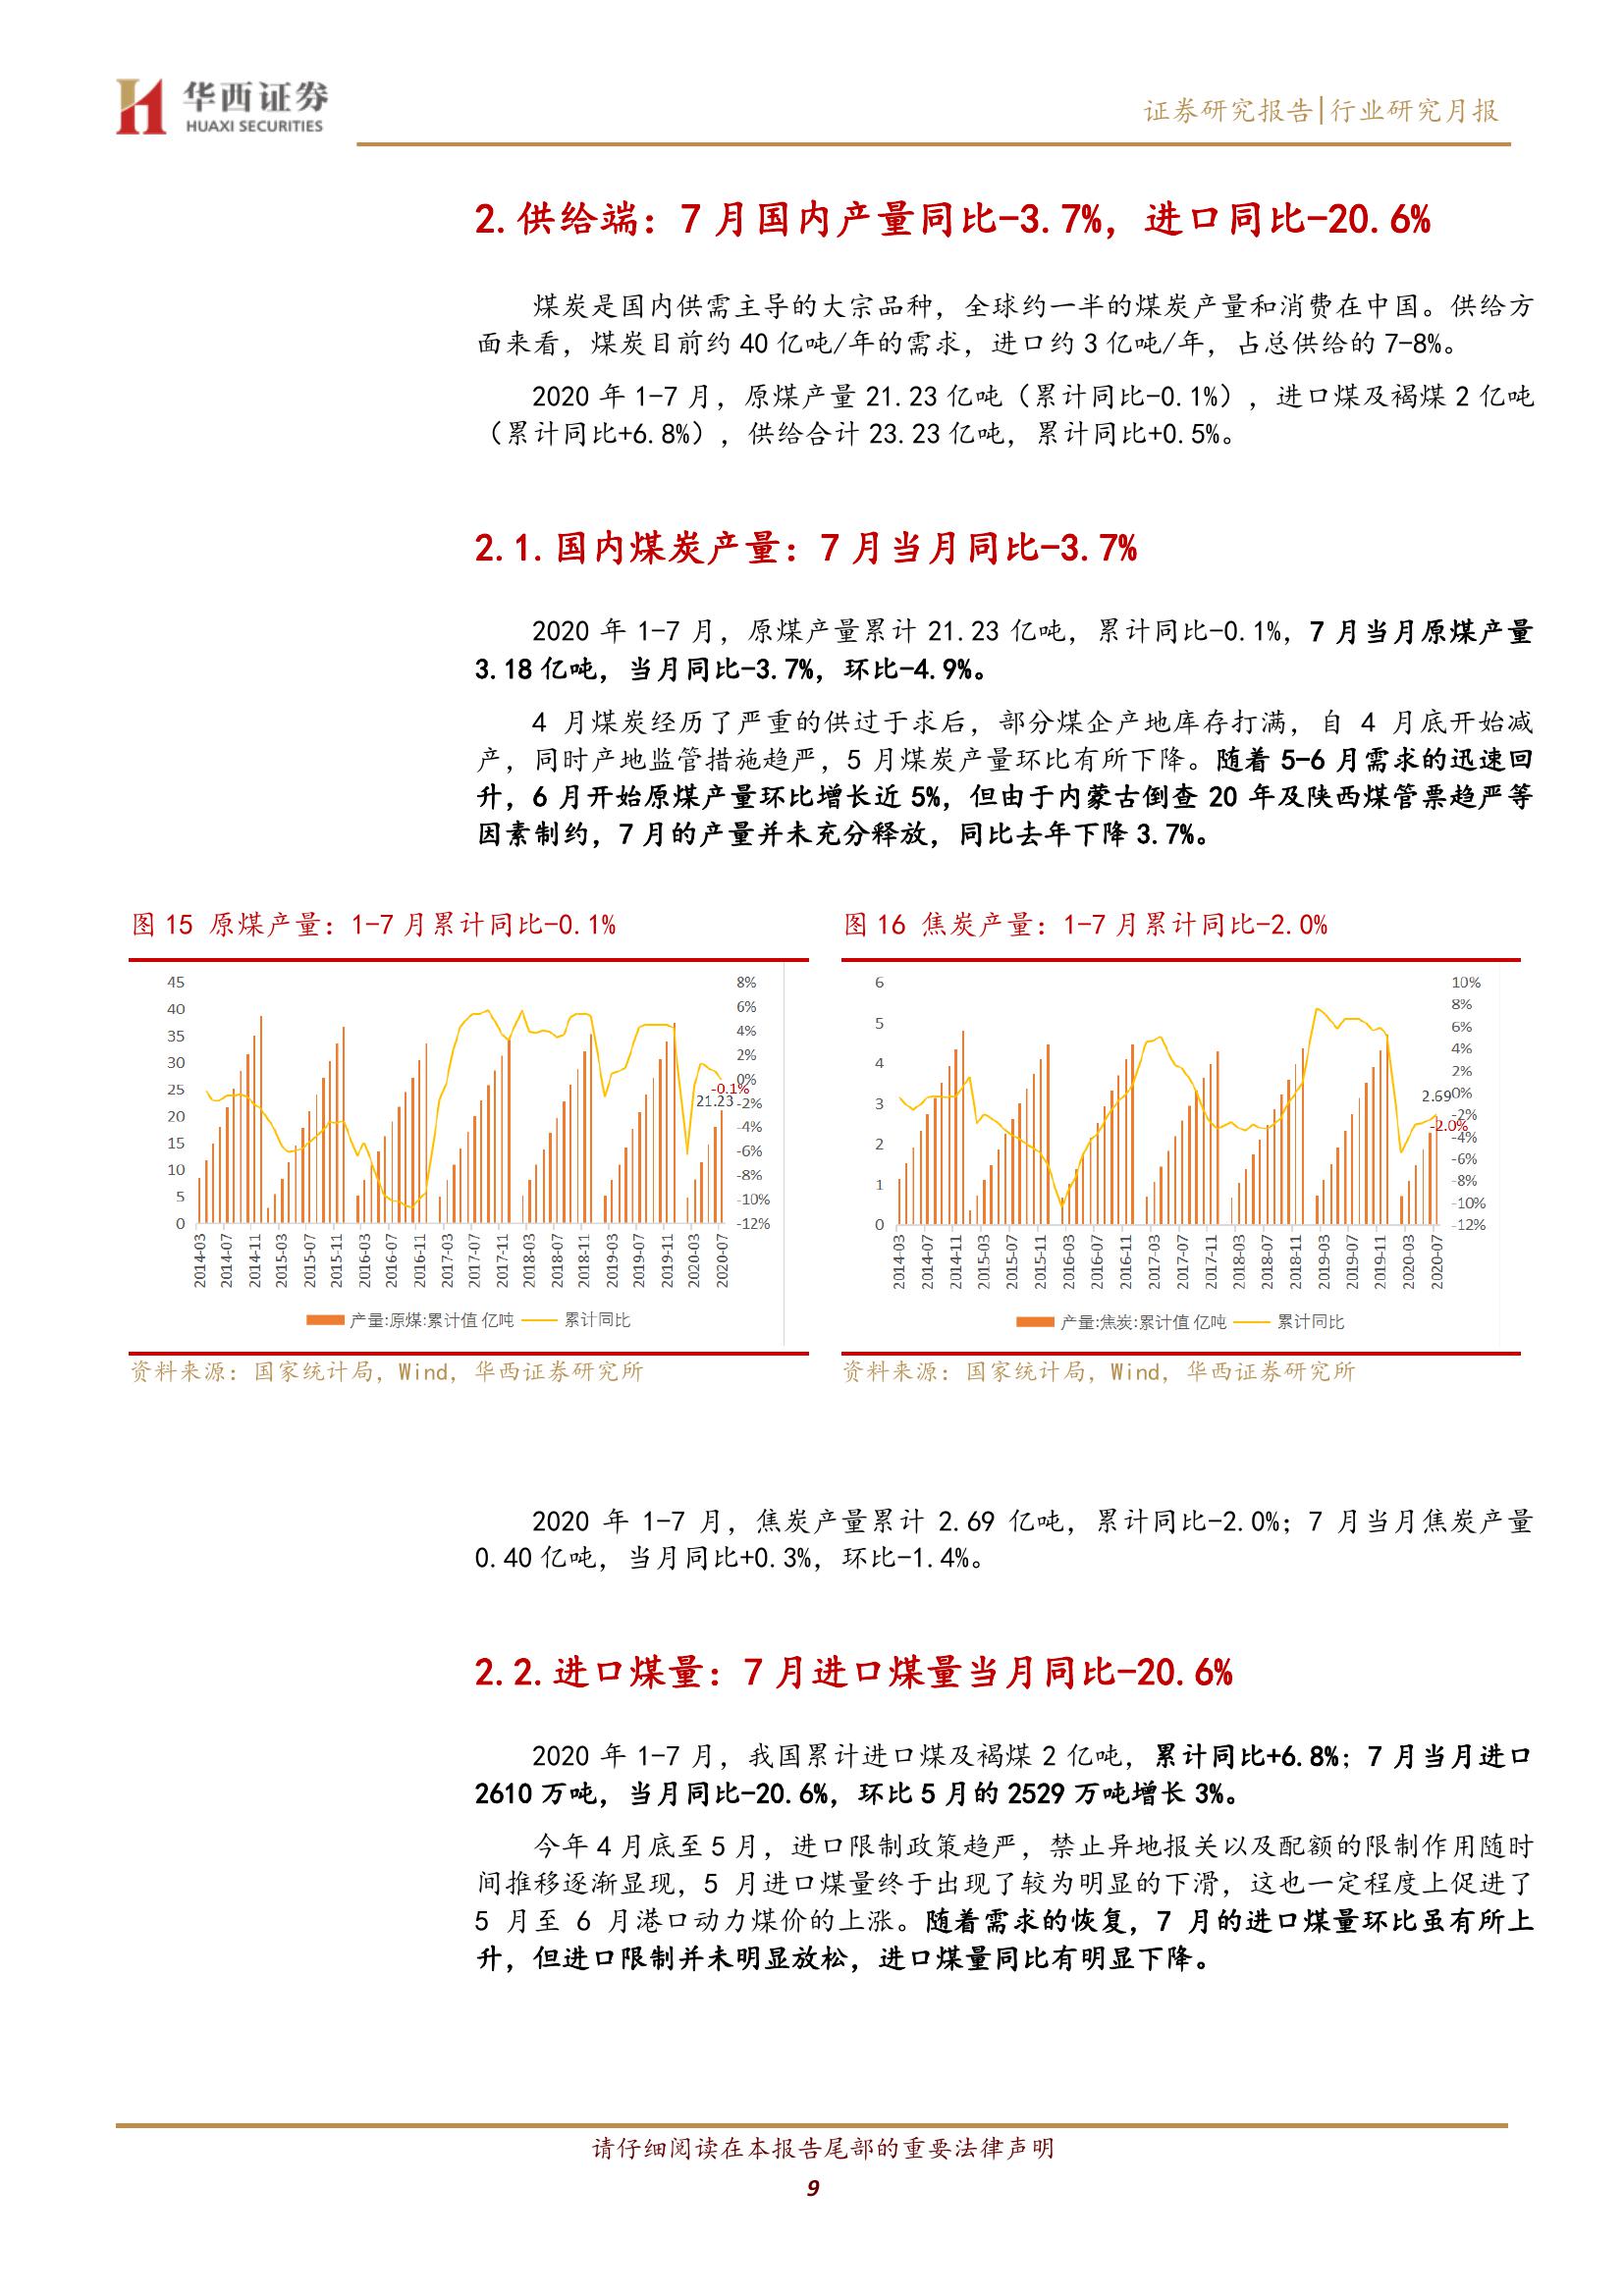 华西证券
HUAXI SECURITIES
证券研究报告|行业研究月报
2.供给端：7 月国内产量同比-3.7%，进口同比-20.6%
煤炭是国内供需主导的大宗品种，全球约一半的煤炭产量和消费在中国。供给方
面来看，煤炭目前约 40 亿吨/年的需求，进口约 3 亿吨/年，占总供给的 7-8%。
2020 年 1-7 月，原煤产量 21.23 亿吨（累计同比-0.1%），进口煤及褐煤 2 亿吨
（累计同比+6.8%），供给合计 23.23 亿吨，累计同比+0.5%。
2.1.国内煤炭产量：7 月当月同比-3.7%
2020 年 1-7 月，原煤产量累计 21.23 亿吨，累计同比-0.1%，7 月当月原煤产量
3.18 亿吨，当月同比-3.7%，环比-4.9%。
4 月煤炭经历了严重的供过于求后，部分煤企产地库存打满，自 4 月底开始减
产，同时产地监管措施趋严，5 月煤炭产量环比有所下降。随着 5-6 月需求的迅速回
升，6 月开始原煤产量环比增长近 5%，但由于内蒙古倒查 20 年及陕西煤管票趋严等
因素制约，7 月的产量并未充分释放，同比去年下降 3.7%。
图 15 原煤产量：1-7 月累计同比-0.1%
45
40
35
30
25
20
15
10
5
0
8%
6%
4%
2%
0%
-2%
-4%
-6%
-8%
-10%
-12%
-0.1%
21.23
2014-03
2014-07
2014-11
2015-03
2015-07
2015-11
2016-03
2016-07
2016-11
2017-03
2017-07
2017-11
2018-03
2018-07
2018-11
2019-03
2019-07
2019-11
2020-03
2020-07
产量:原煤:累计值 亿吨
累计同比
资料来源：国家统计局，Wind，华西证券研究所
图 16 焦炭产量：1-7 月累计同比-2.0%
6
5
4
3
2
1
0
10%
8%
6%
4%
2%
0%
-2%
-4%
-6%
-8%
-10%
-12%
2.69
-2.0%
2014-03
2014-07
2014-11
2015-03
2015-07
2015-11
2016-03
2016-07
2016-11
2017-03
2017-07
2017-11
2018-03
2018-07
2018-11
2019-03
2019-07
2019-11
2020-03
2020-07
产量:焦炭:累计值 亿吨
累计同比
资料来源：国家统计局，Wind，华西证券研究所
2020 年 1-7 月，焦炭产量累计 2.69 亿吨，累计同比-2.0%；7 月当月焦炭产量
0.40 亿吨，当月同比+0.3%，环比-1.4%。
2.2.进口煤量：7 月进口煤量当月同比-20.6%
2020 年 1-7 月，我国累计进口煤及褐煤 2 亿吨，累计同比+6.8%；7 月当月进口
2610 万吨，当月同比-20.6%，环比 5 月的 2529 万吨增长 3%。
今年 4 月底至 5 月，进口限制政策趋严，禁止异地报关以及配额的限制作用随时
间推移逐渐显现，5 月进口煤量终于出现了较为明显的下滑，这也一定程度上促进了
5 月至 6 月港口动力煤价的上涨。随着需求的恢复，7 月的进口煤量环比虽有所上
升，但进口限制并未明显放松，进口煤量同比有明显下降。
请仔细阅读在本报告尾部的重要法律声明
9